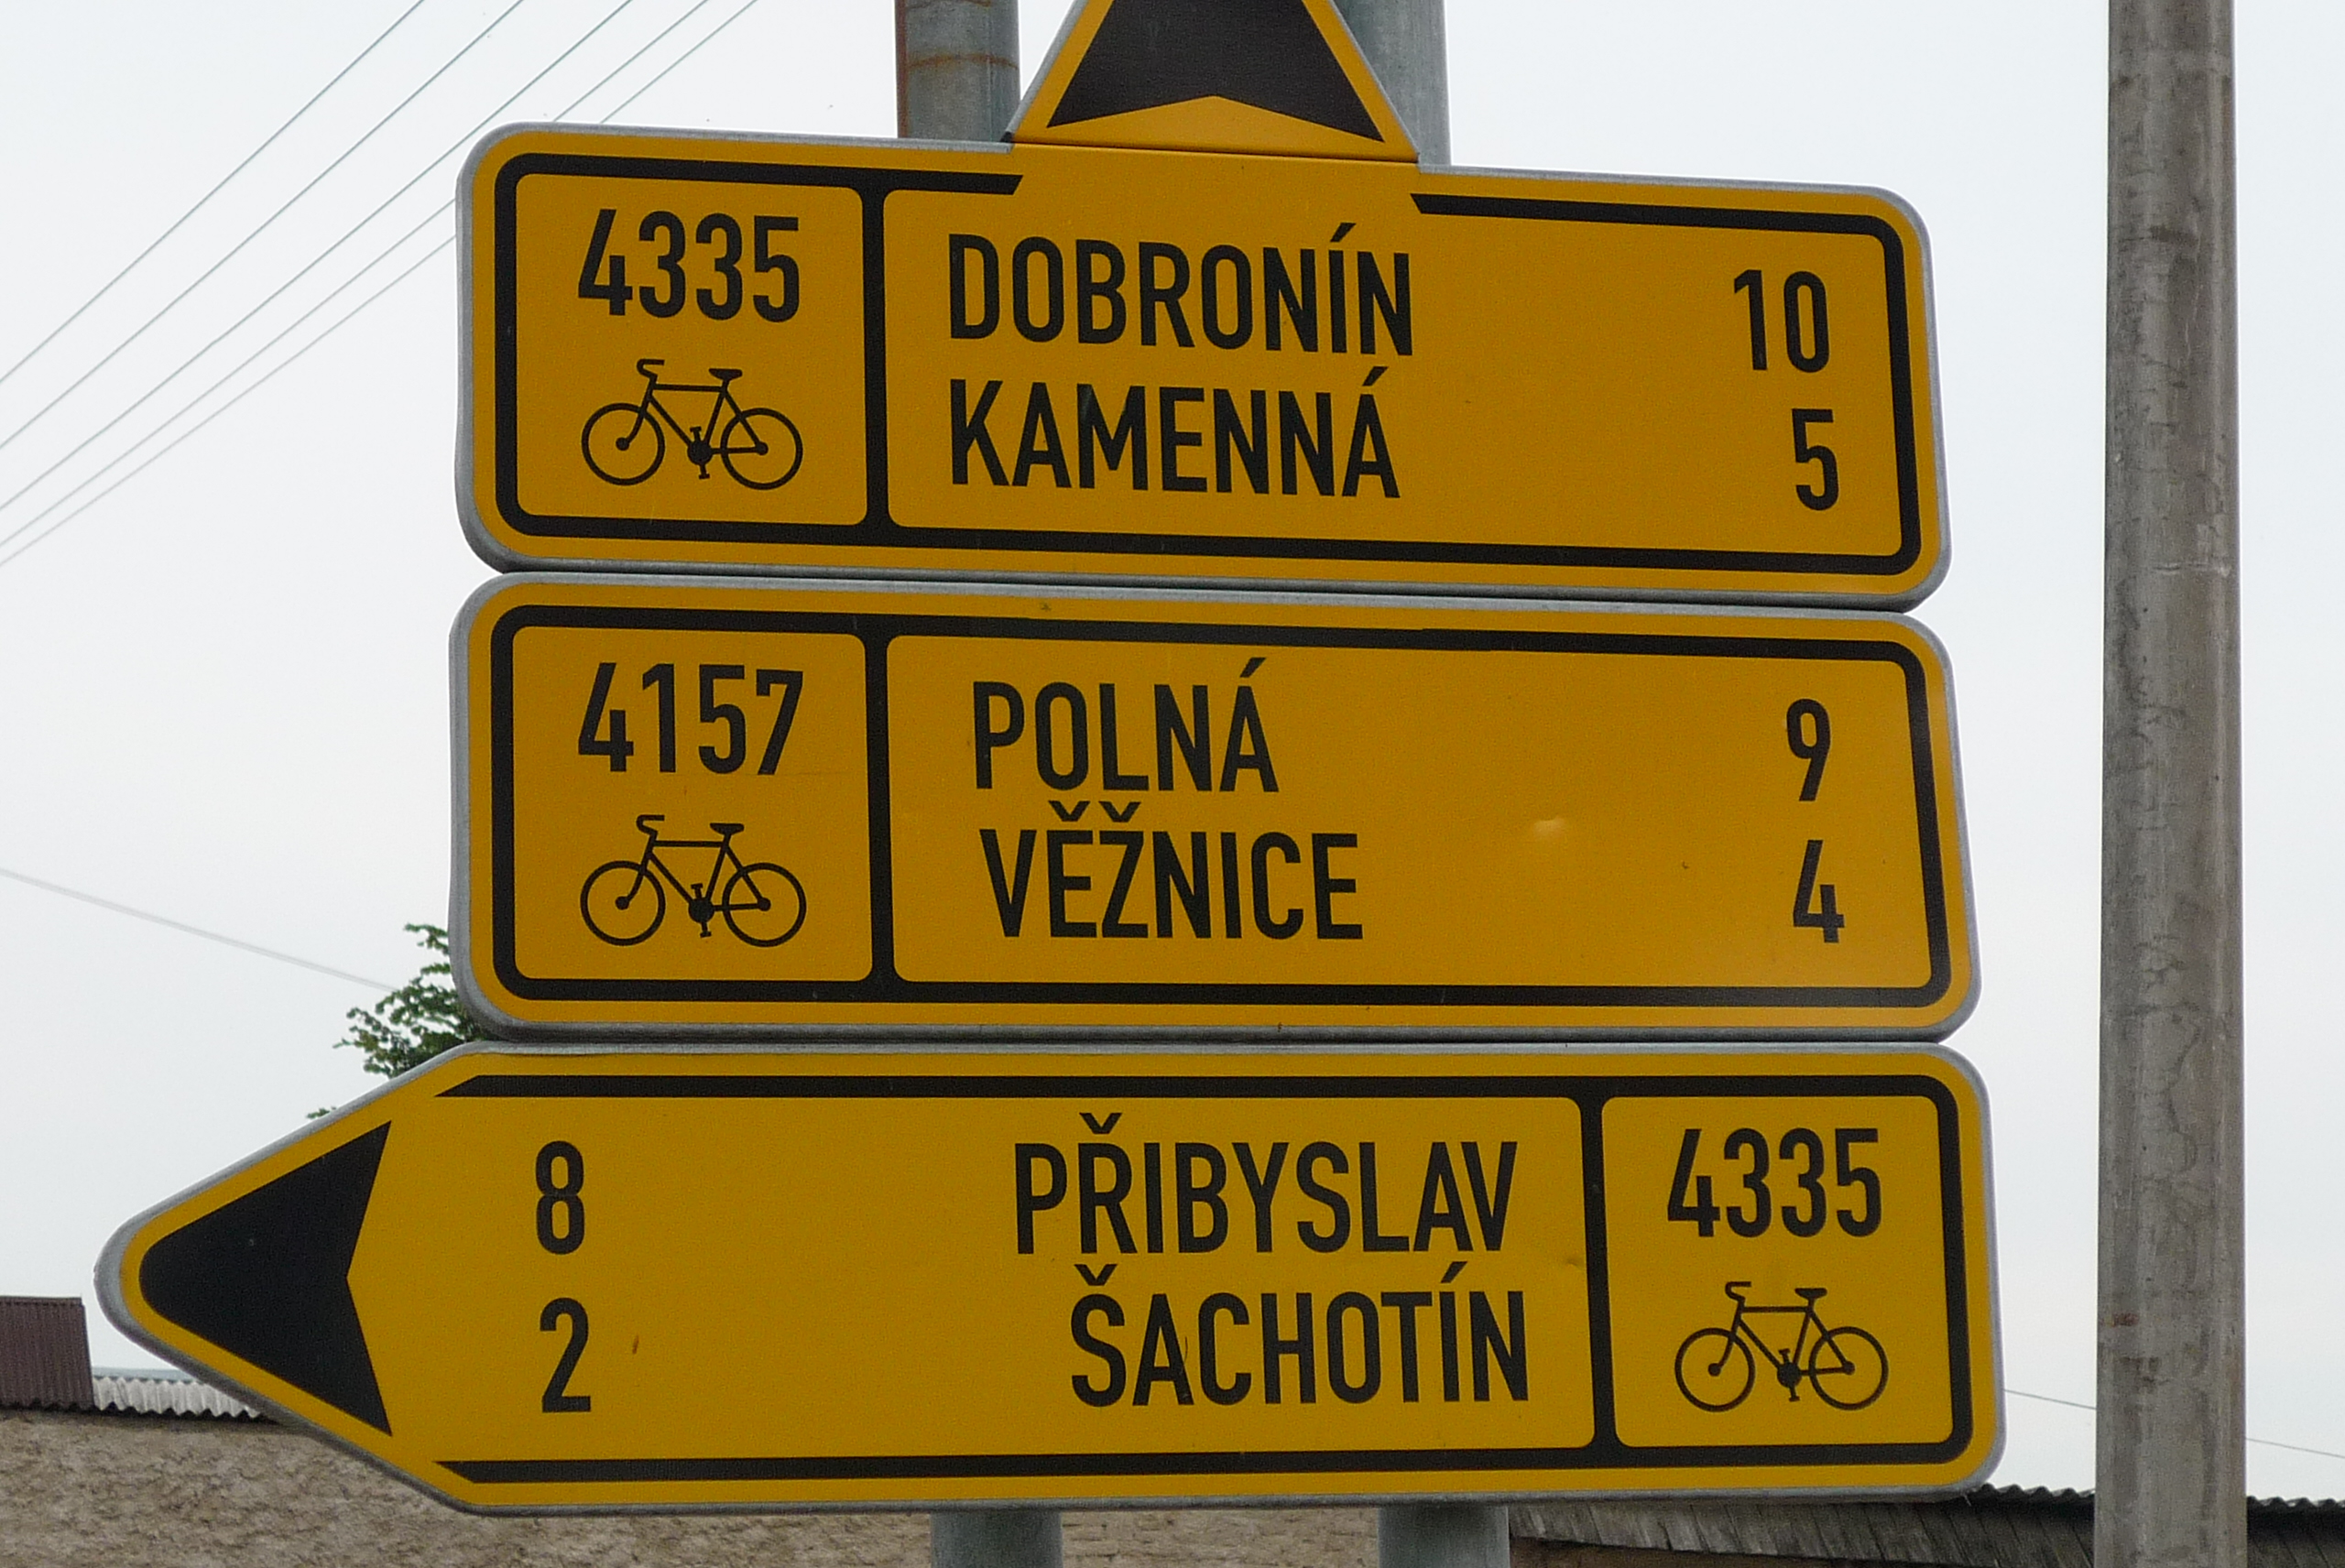 4335
DOBRONÍN 10
KAMENNÁ 5
4157
POLNÁ 9
VĚŽNICE 4
8 PŘIBYSLAV 4335
2 ŠACHOTÍN